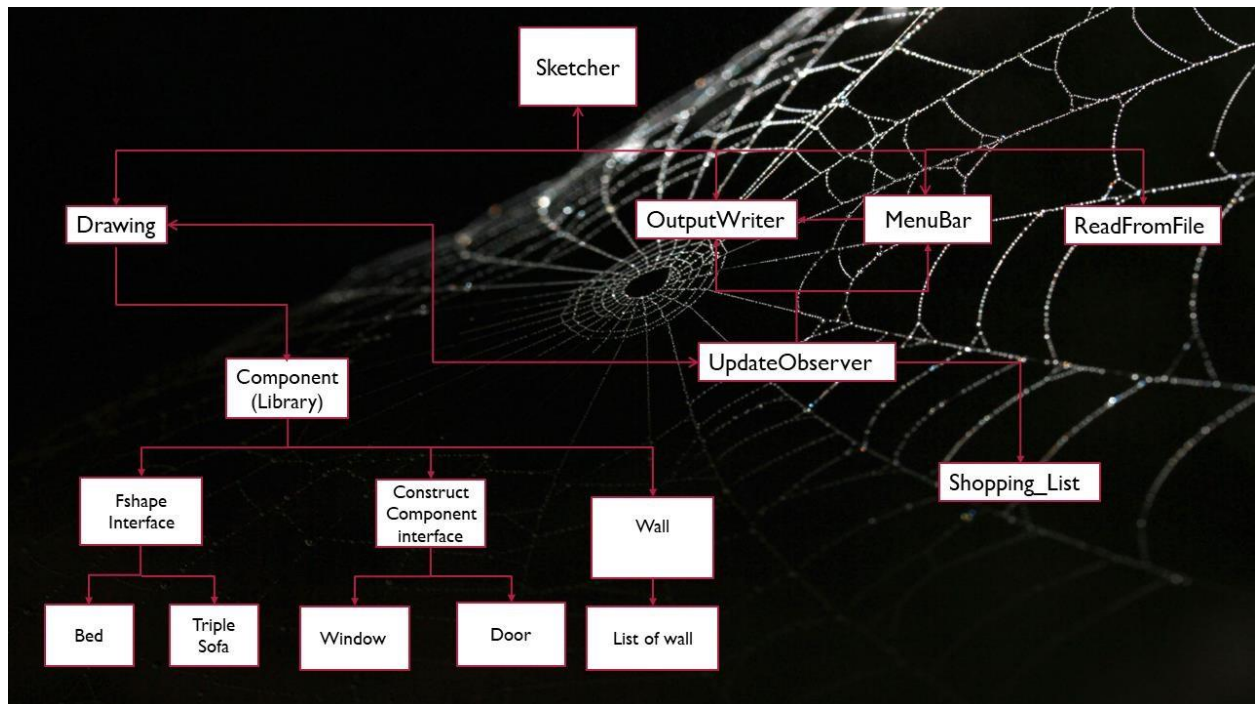 Sketcher
Drawing
OutputWriter
MenuBar
ReadFromFile
UpdateObserver
Component
(Library)
Shopping_List
Fshape
Interface
Construct
Component
interface
Wall
Bed
Triple
Sofa
Window
Door
List of wall